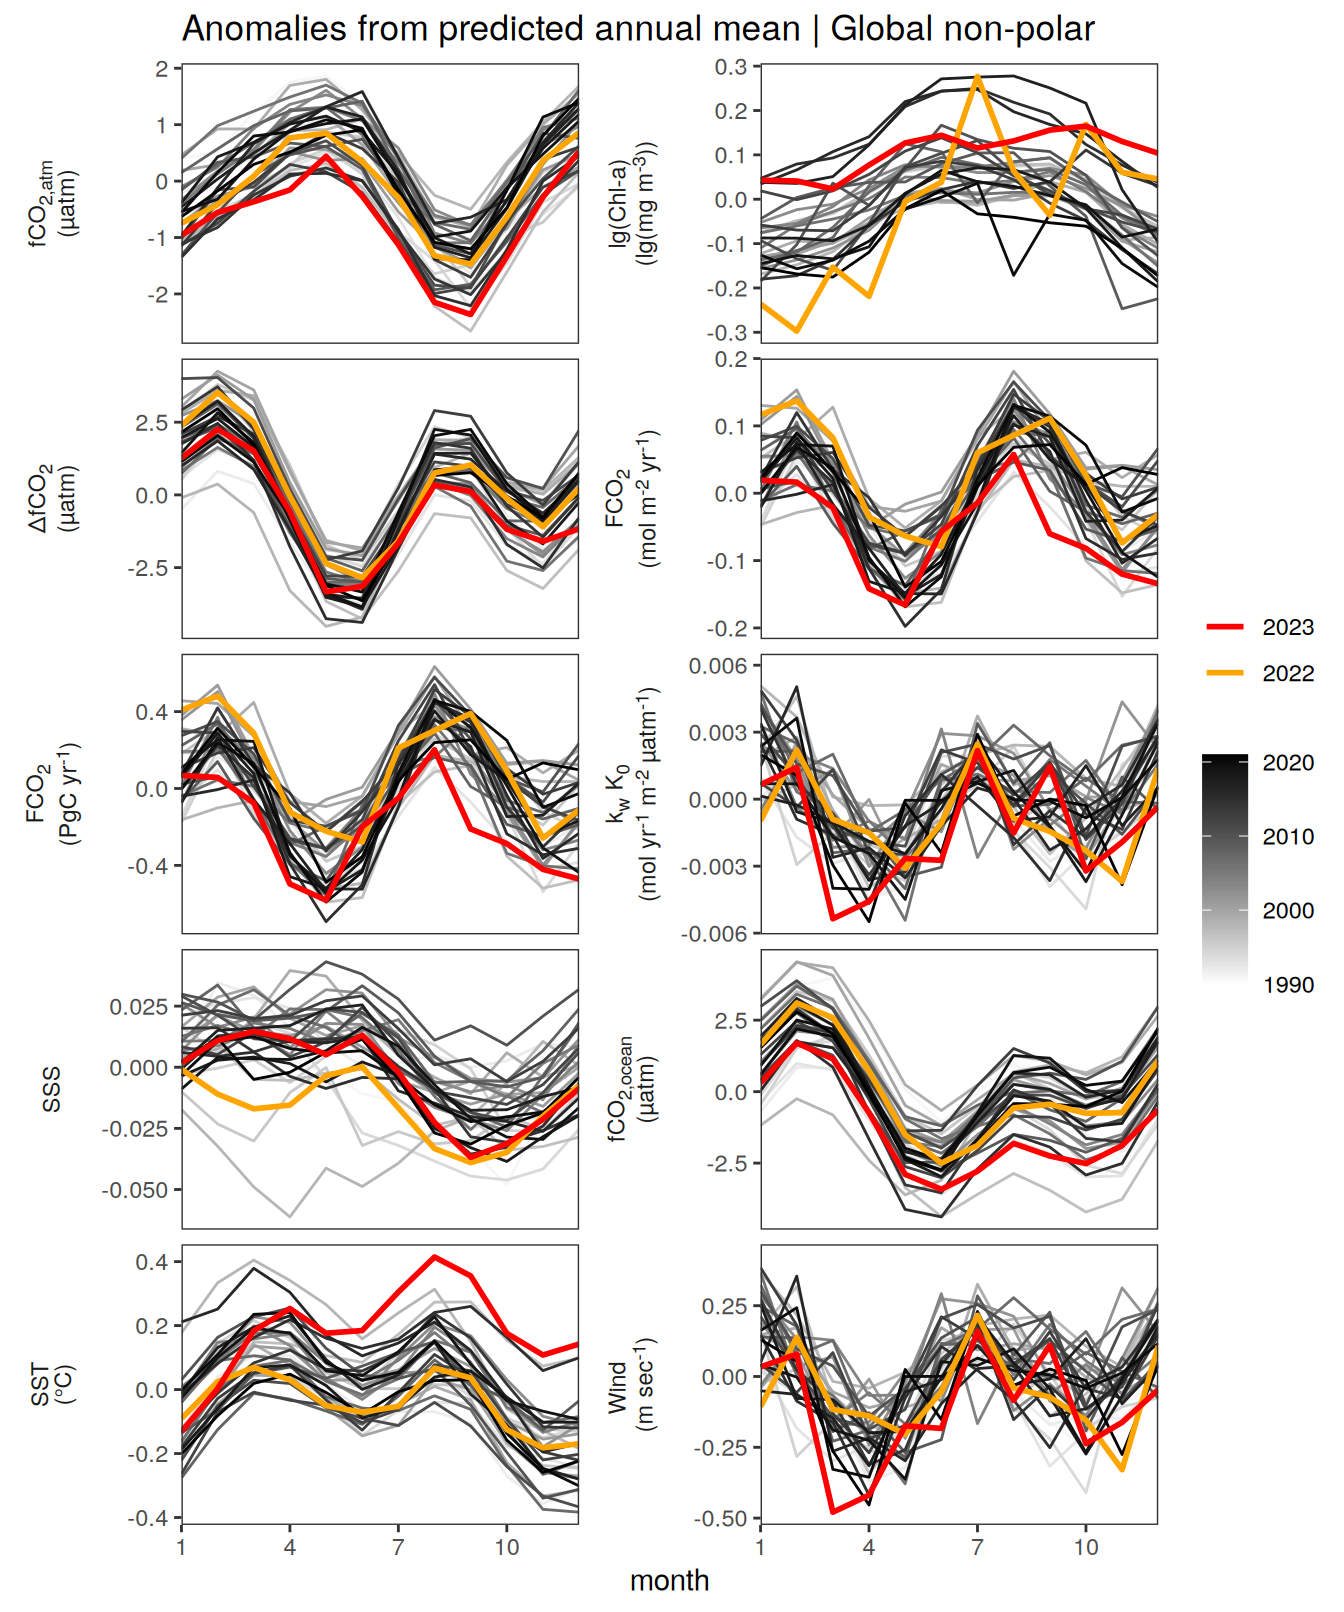 Anomalies from predicted annual mean | Global non-polar
fCO2,atm
(µatm)
2
1
0
-1
-2
lg(Chl-a)
(lg(mg m-3))
0.3
0.2
0.1
0.0
-0.1
-0.2
-0.3
ΔfCO2
(µatm)
2.5
0.0
-2.5
FCO2
(mol m-2 yr-1)
0.2
0.1
0.0
-0.1
-0.2
FCO2
(PgC yr-1)
0.4
0.0
-0.4
kw K0
(mol yr-1 m-2 µatm-1)
0.006
0.003
0.000
-0.003
-0.006
SSS
0.025
0.000
-0.025
-0.050
fCO2,ocean
(µatm)
2.5
0.0
-2.5
SST
(°C)
0.4
0.2
0.0
-0.2
-0.4
Wind
(m sec-1)
0.25
0.00
-0.25
-0.50
1 4 7 10
1 4 7 10
month
2023
2022
2020
2010
2000
1990